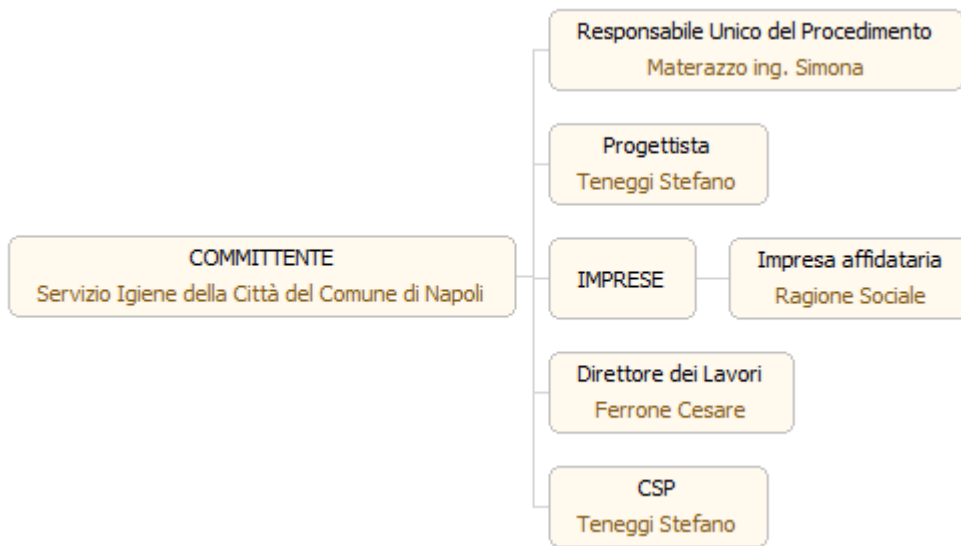 Responsabile Unico del Procedimento
Materazzo ing. Simona
Progettista
Teneggi Stefano
COMMITTENTE
Servizio Igiene della Città del Comune di Napoli
IMPRESE
Impresa affidataria
Ragione Sociale
Direttore dei Lavori
Ferrone Cesare
CSP
Teneggi Stefano